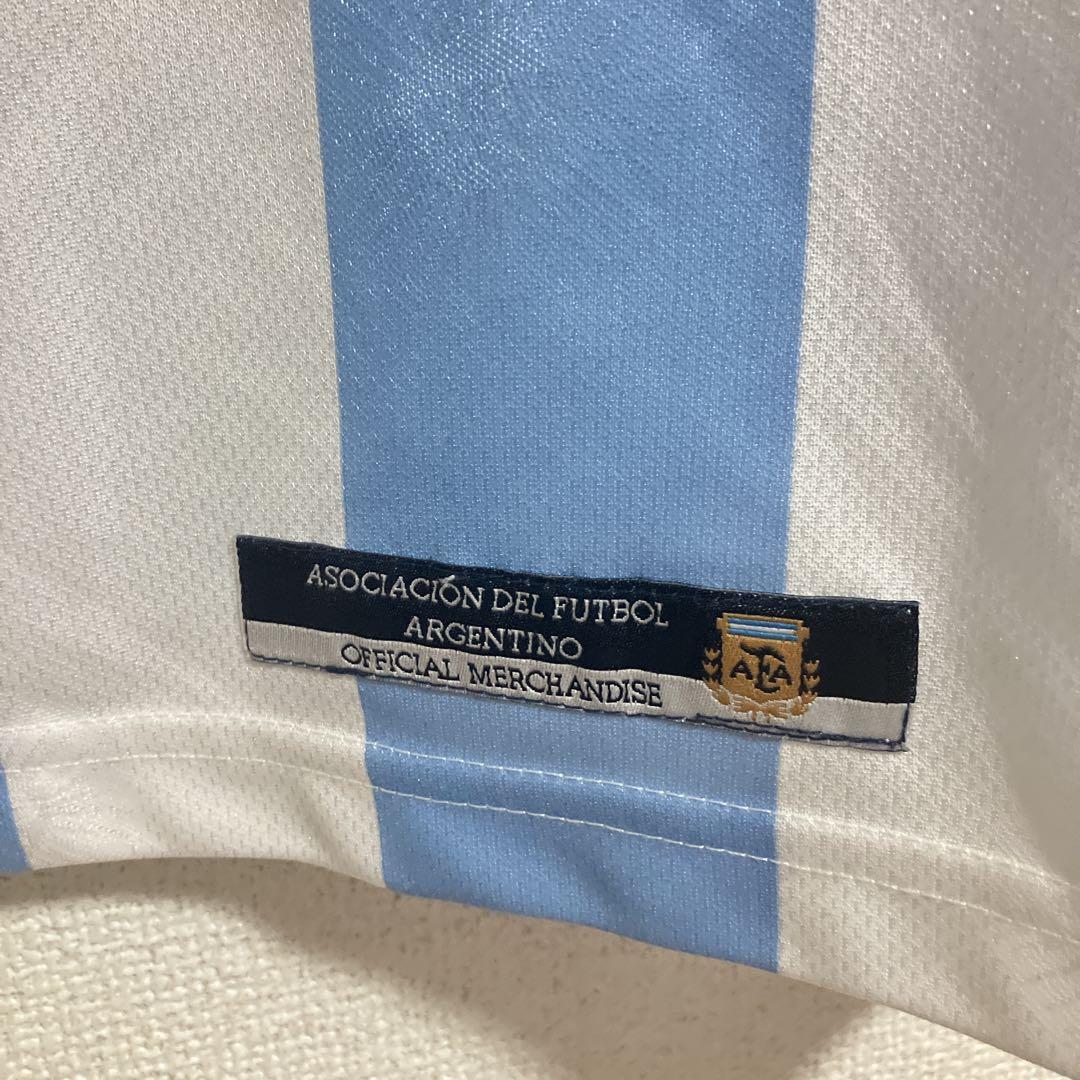 ASOCIACIÓN DEL FUTBOL
ARGENTINO
OFFICIAL MERCHANDISE
AFA